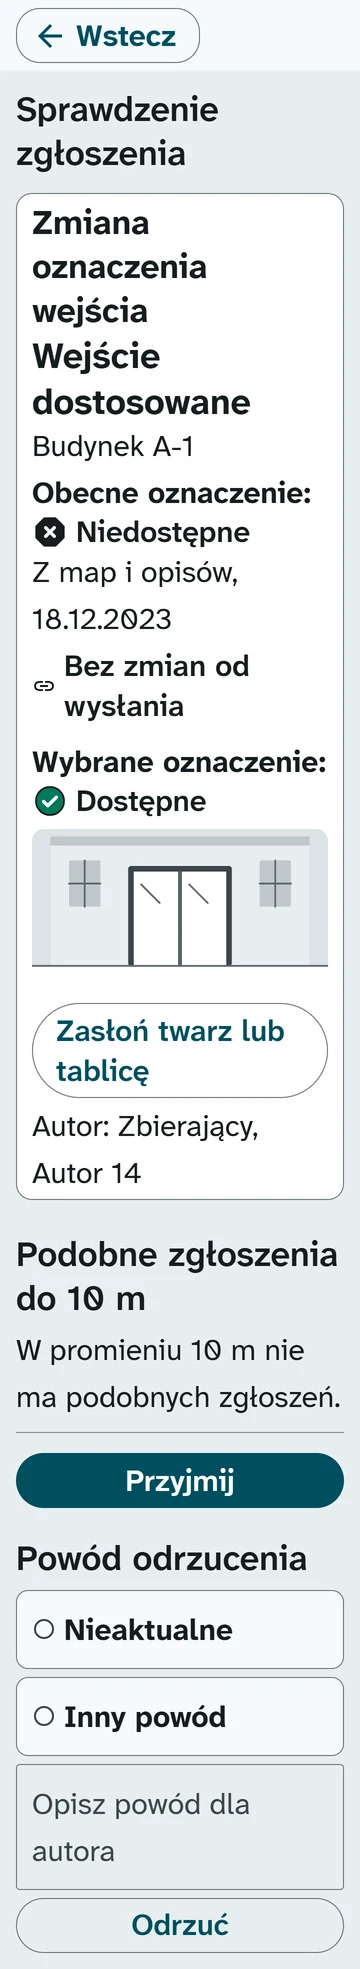 Wstecz
Sprawdzenie
zgłoszenia
Zmiana
oznaczenia
wejścia
Wejście
dostosowane
Budynek A-1
Obecne oznaczenie:
Niedostępne
Z map i opisów,
18.12.2023
Bez zmian od
wysłania
Wybrane oznaczenie:
Dostępne
Zasłoń twarz lub
tablicę
Autor: Zbierający,
Autor 14
Podobne zgłoszenia
do 10 m
W promieniu 10 m nie
ma podobnych zgłoszeń.
Przyjmij
Powód odrzucenia
Nieaktualne
Inny powód
Opisz powód dla
autora
Odrzuć